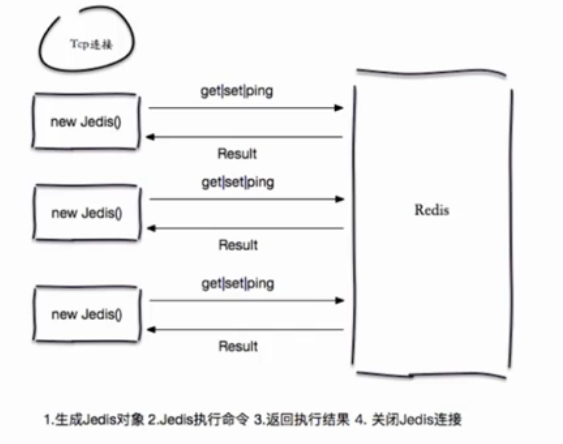 Tcp连接
new Jedis()
get|set|ping
Result
new Jedis()
get|set|ping
Result
new Jedis()
get|set|ping
Result
Redis
1.生成Jedis对象 2.Jedis执行命令 3.返回执行结果 4. 关闭Jedis连接